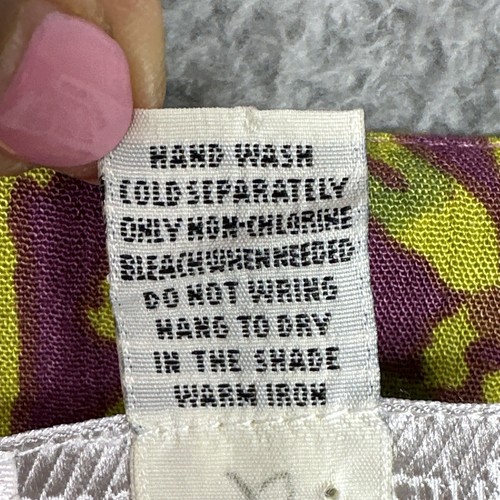 HAND WASH
COLD SEPARATELY
ONLY NON-CHLORINE
BLEACH WHEN NEEDED
DO NOT WRING
HANG TO DRY
IN THE SHADE
WARM IRON